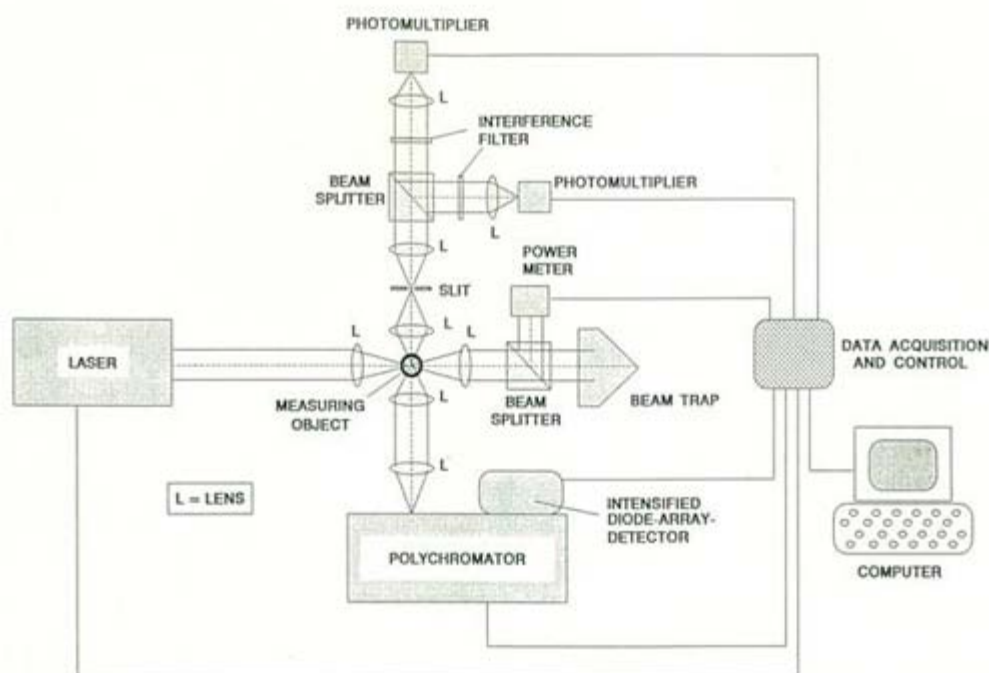 PHOTOMULTIPLIER
L
INTERFERENCE
FILTER
BEAM
SPLITTER
PHOTOMULTIPLIER
L
L
POWER
METER
SLIT
L
L
L
LASER
DATA ACQUISITION
AND CONTROL
MEASURING
OBJECT
L
BEAM
SPLITTER
BEAM TRAP
L
L = LENS
INTENSIFIED
DIODE-ARRAY-
DETECTOR
POLYCHROMATOR
COMPUTER